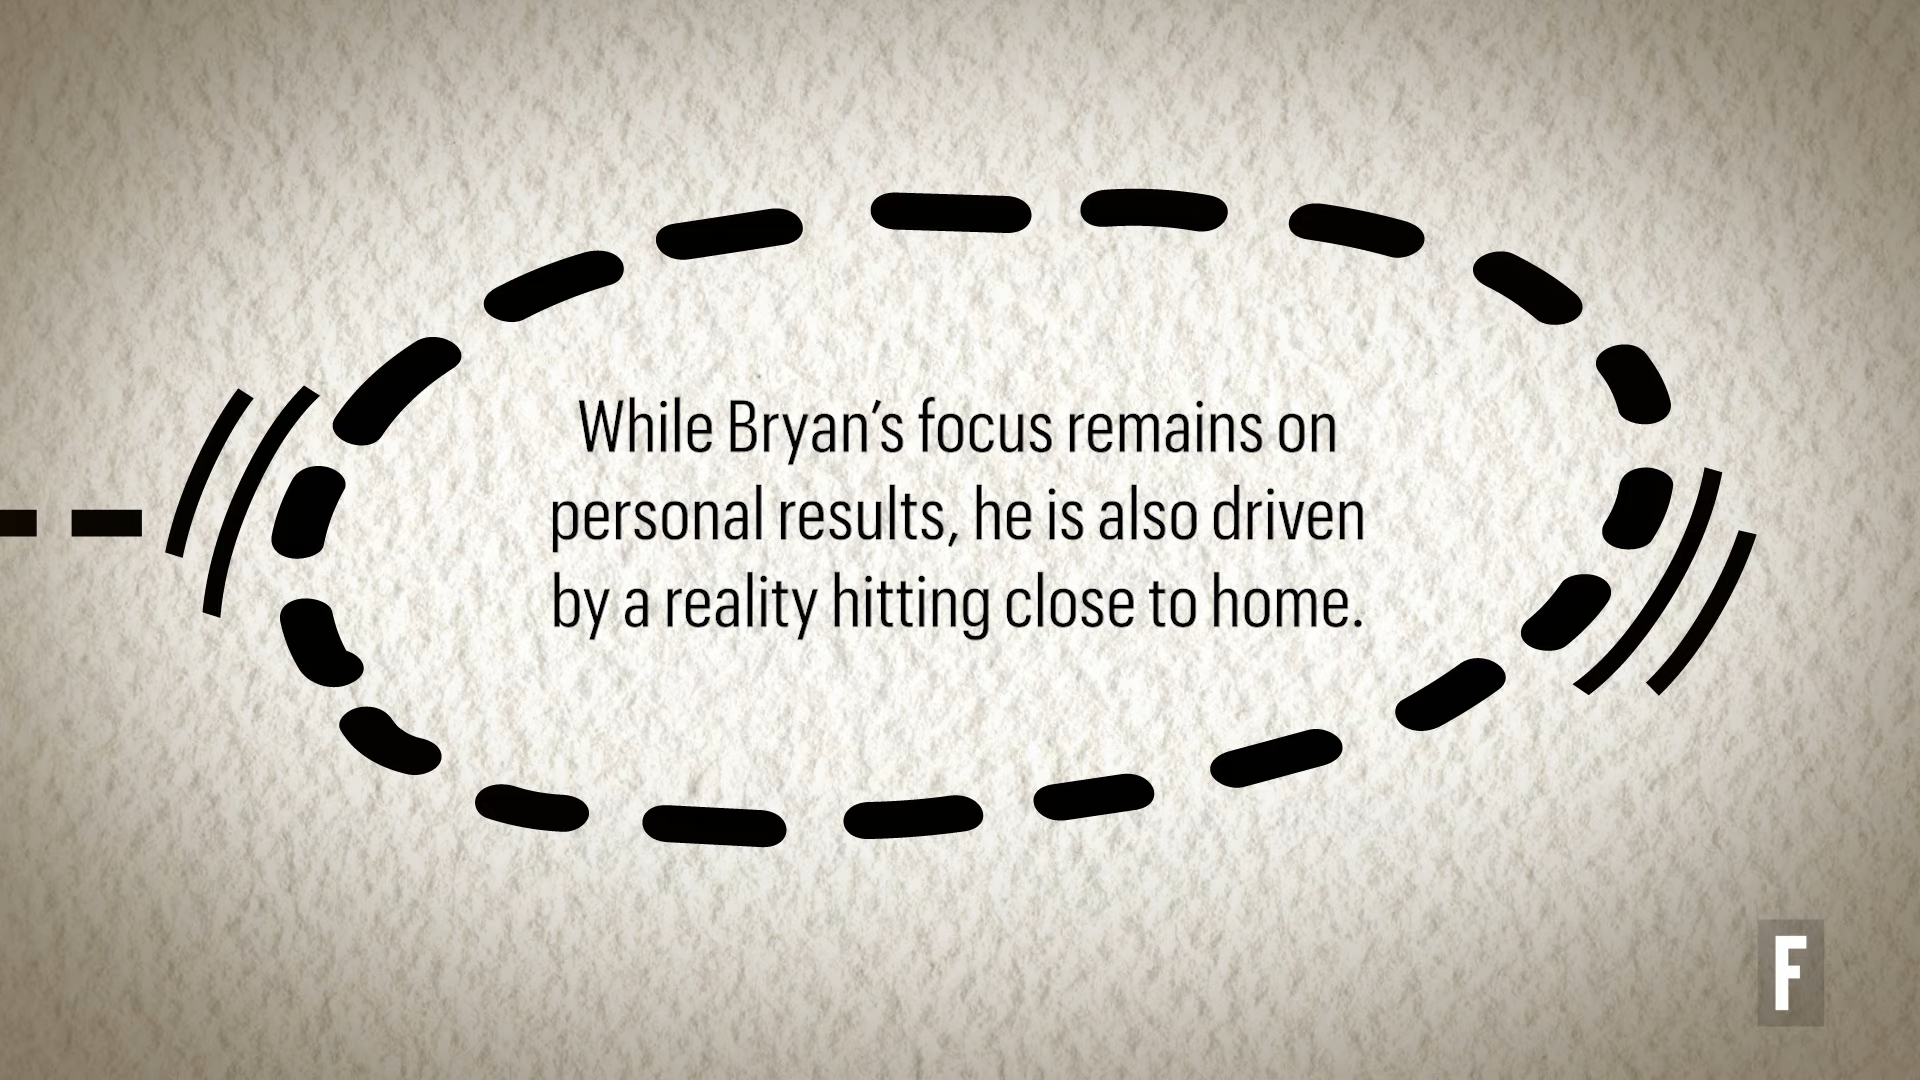 While Bryan’s focus remains on
personal results, he is also driven
by a reality hitting close to home.
F